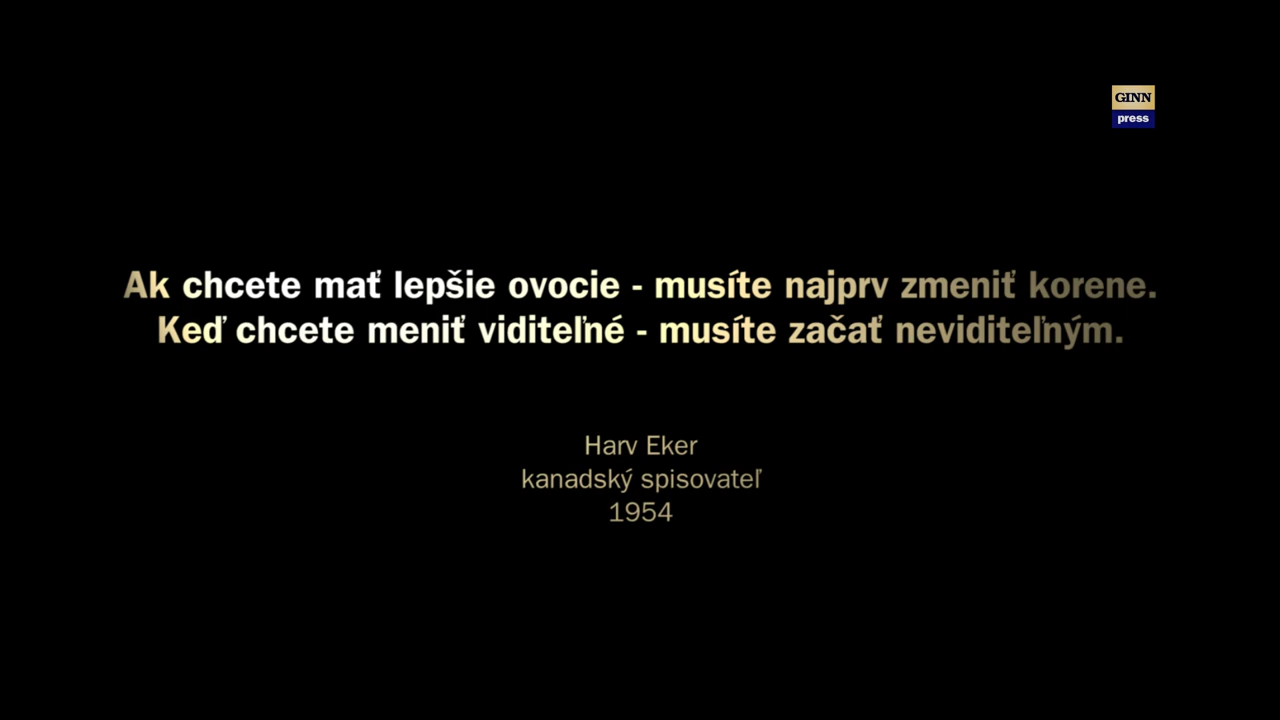 GINN
press
Ak chcete mať lepšie ovocie - musíte najprv zmeniť korene.
Keď chcete meniť viditeľné - musíte začať neviditeľným.
Harv Eker
kanadský spisovateľ
1954